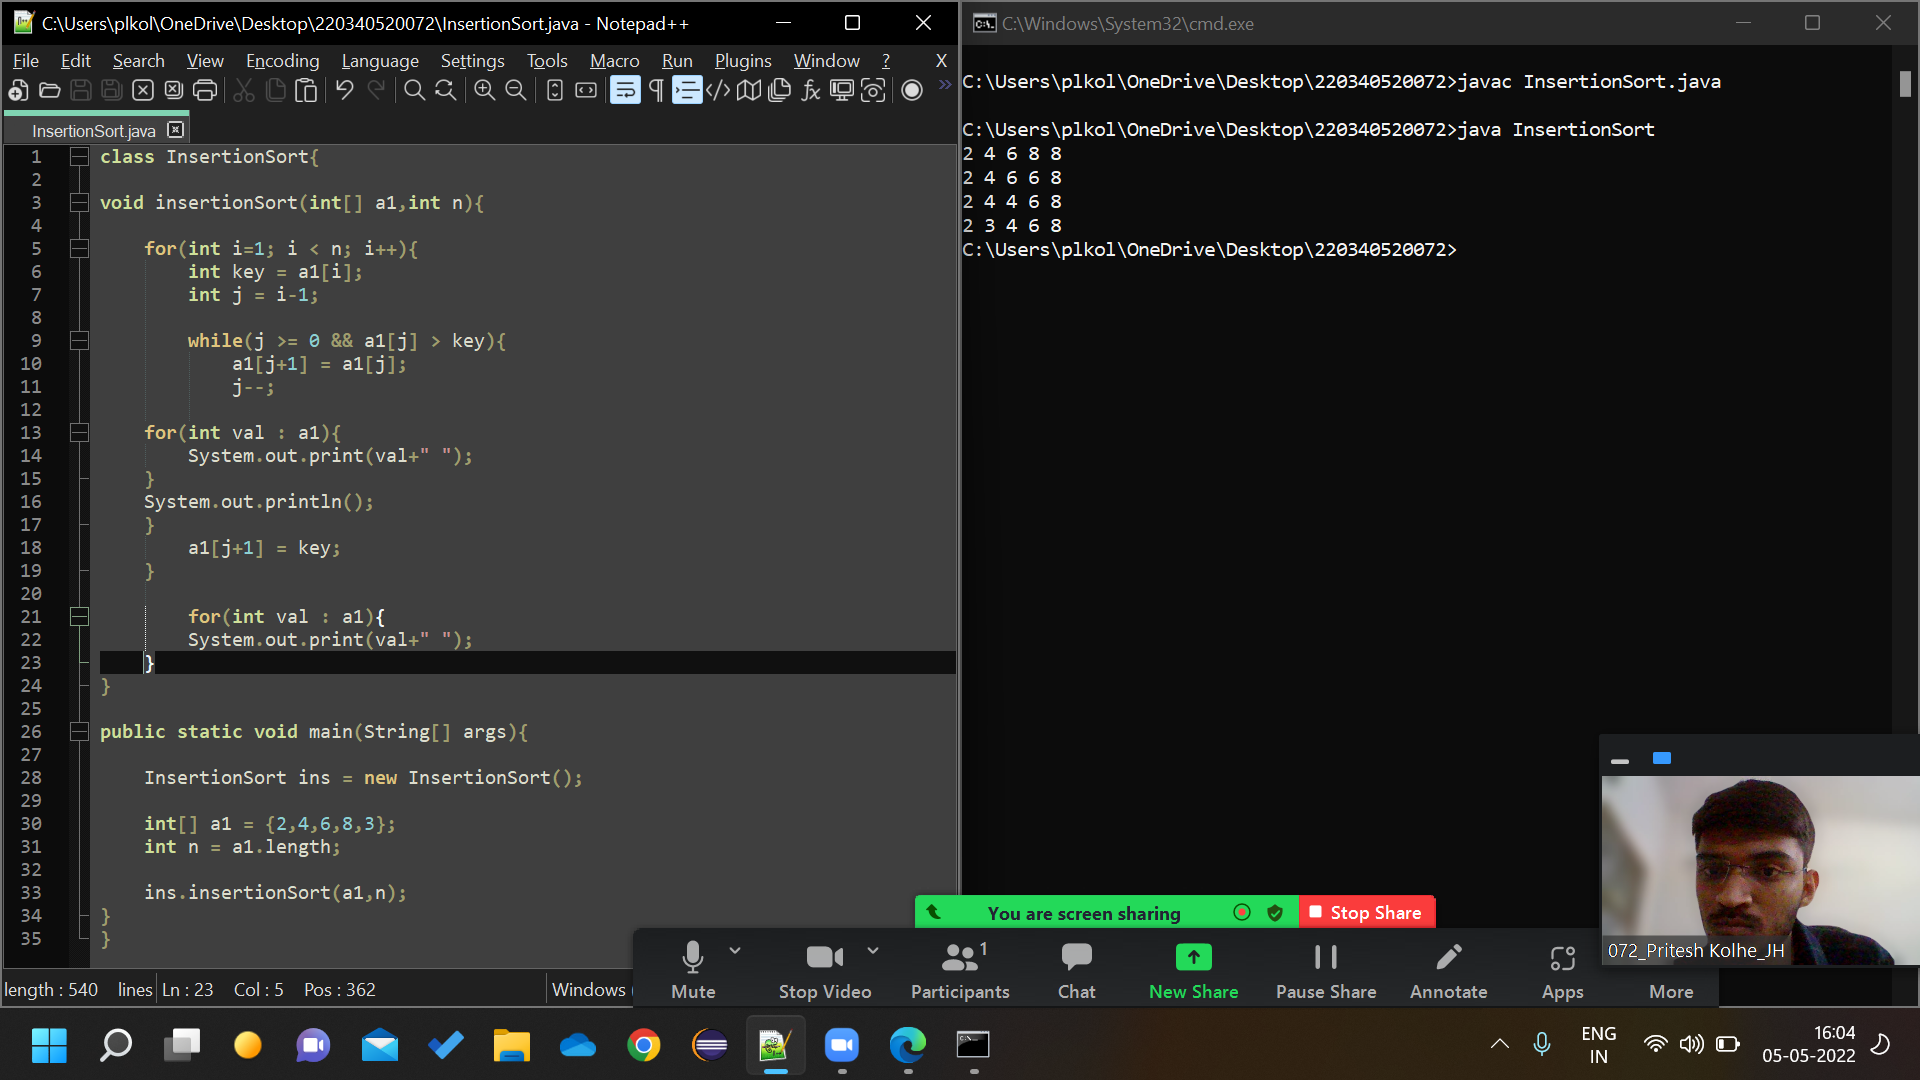 C:\Users\plkol\OneDrive\Desktop\220340520072\InsertionSort.java - Notepad++
File Edit Search View Encoding Language Settings Tools Macro Run Plugins Window ? X
InsertionSort.java
1 class InsertionSort{
2
3 void insertionSort(int[] a1,int n){
4
5 for(int i=1; i < n; i++){
6 int key = a1[i];
7 int j = i-1;
8
9 while(j >= 0 && a1[j] > key){
10 a1[j+1] = a1[j];
11 j--;
12
13 for(int val : a1){
14 System.out.print(val+" ");
15 }
16 System.out.println();
17 }
18 a1[j+1] = key;
19 }
20
21 for(int val : a1){
22 System.out.print(val+" ");
23 }
24 }
25
26 public static void main(String[] args){
27
28 InsertionSort ins = new InsertionSort();
29
30 int[] a1 = {2,4,6,8,3};
31 int n = a1.length;
32
33 ins.insertionSort(a1,n);
34 }
35 }
length : 540 lines Ln : 23 Col : 5 Pos : 362 Windows (
C:\Windows\System32\cmd.exe
C:\Users\plkol\OneDrive\Desktop\220340520072>javac InsertionSort.java
C:\Users\plkol\OneDrive\Desktop\220340520072>java InsertionSort
2 4 6 8 8
2 4 6 6 8
2 4 4 6 8
2 3 4 6 8
C:\Users\plkol\OneDrive\Desktop\220340520072>
072_Pritesh Kolhe_JH
You are screen sharing Stop Share
1
Mute Stop Video Participants Chat New Share Pause Share Annotate Apps More
ENG
IN
16:04
05-05-2022